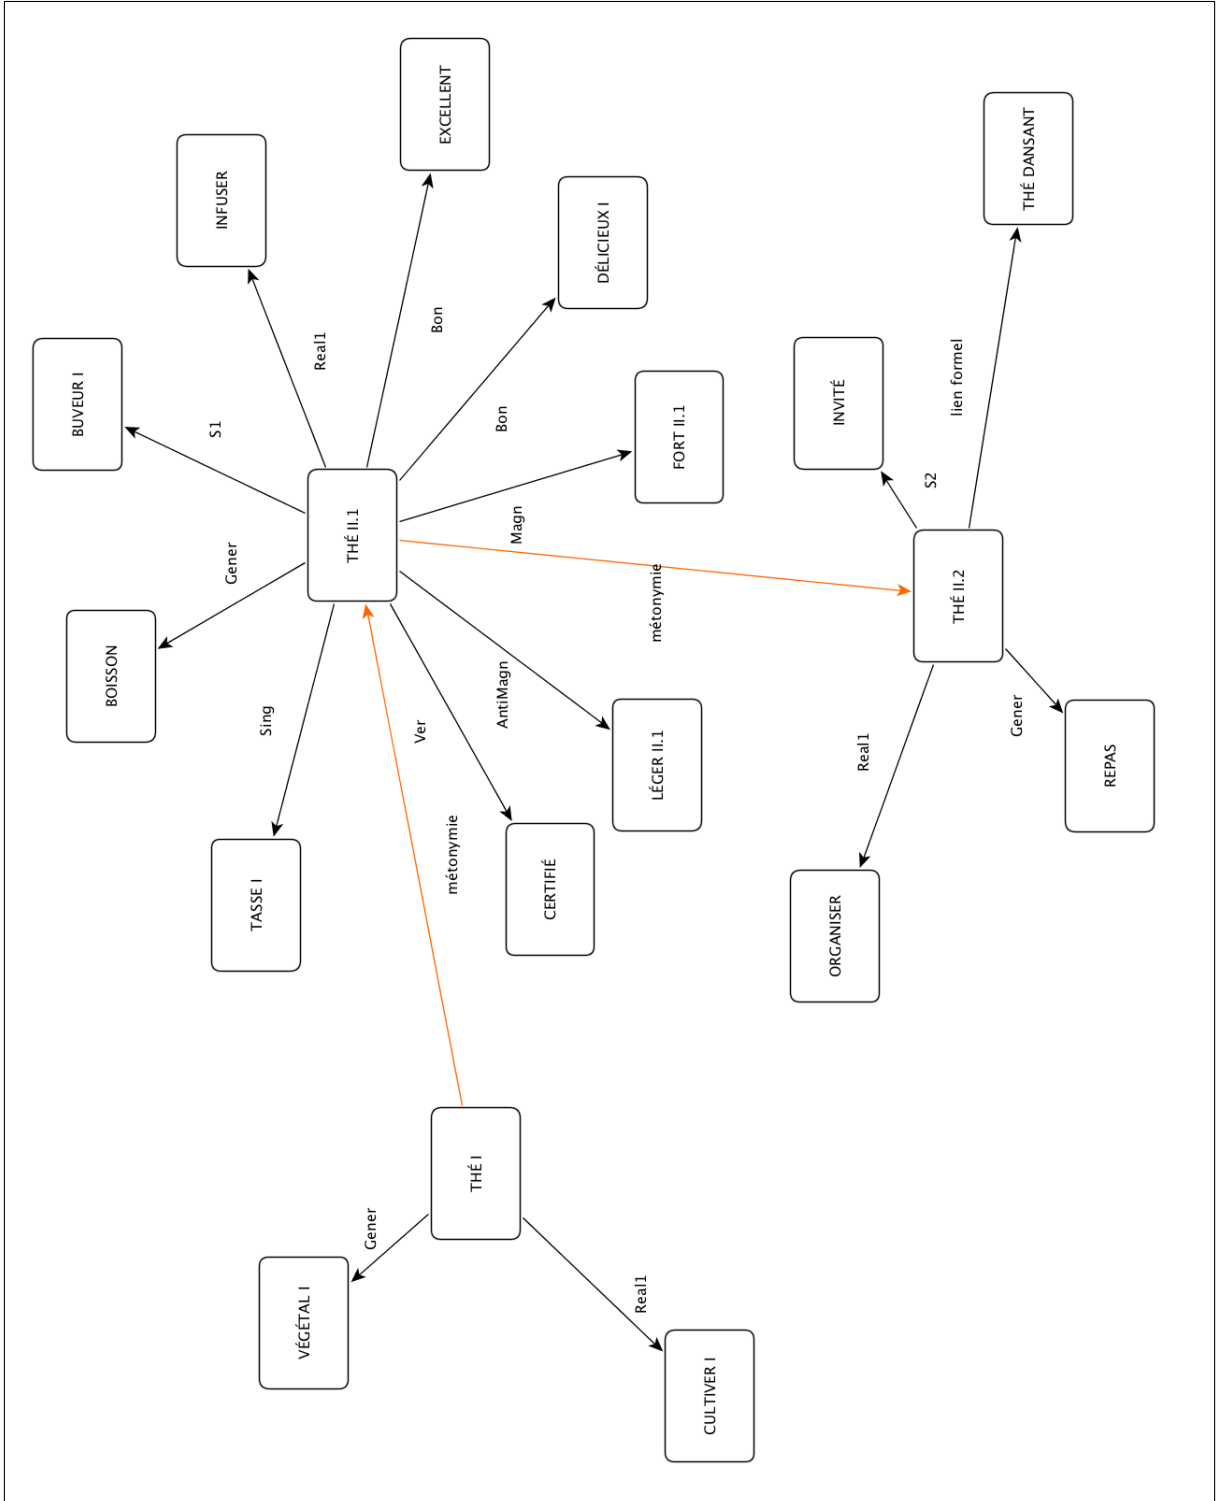 BUVEUR I
BOISSON
INFUSER
TASSE I
VÉGÉTAL I
S1
Gener
Sing
Real1
THÉ II.1
Gener
EXCELLENT
Bon
Ver
métonymie
THÉ I
Bon
Magn
AntiMagn
CERTIFIÉ
DÉLICIEUX I
Real1
métonymie
FORT II.1
LÉGER II.1
CULTIVER I
INVITÉ
ORGANISER
Real1
S2
lien formel
THÉ II.2
Gener
THÉ DANSANT
REPAS